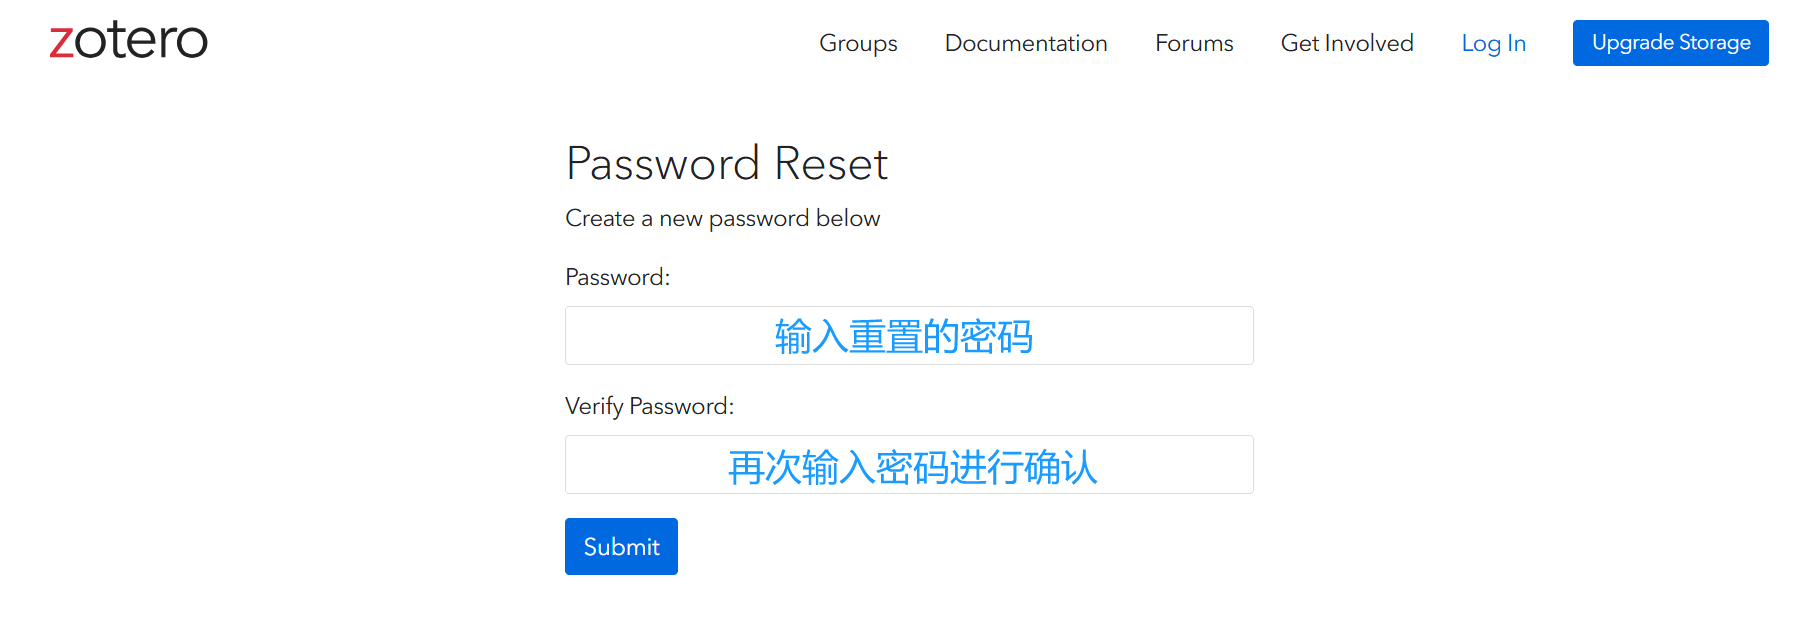 zotero Groups Documentation Forums Get Involved Log In Upgrade Storage
Password Reset
Create a new password below
Password:
输入重置的密码
Verify Password:
再次输入密码进行确认
Submit